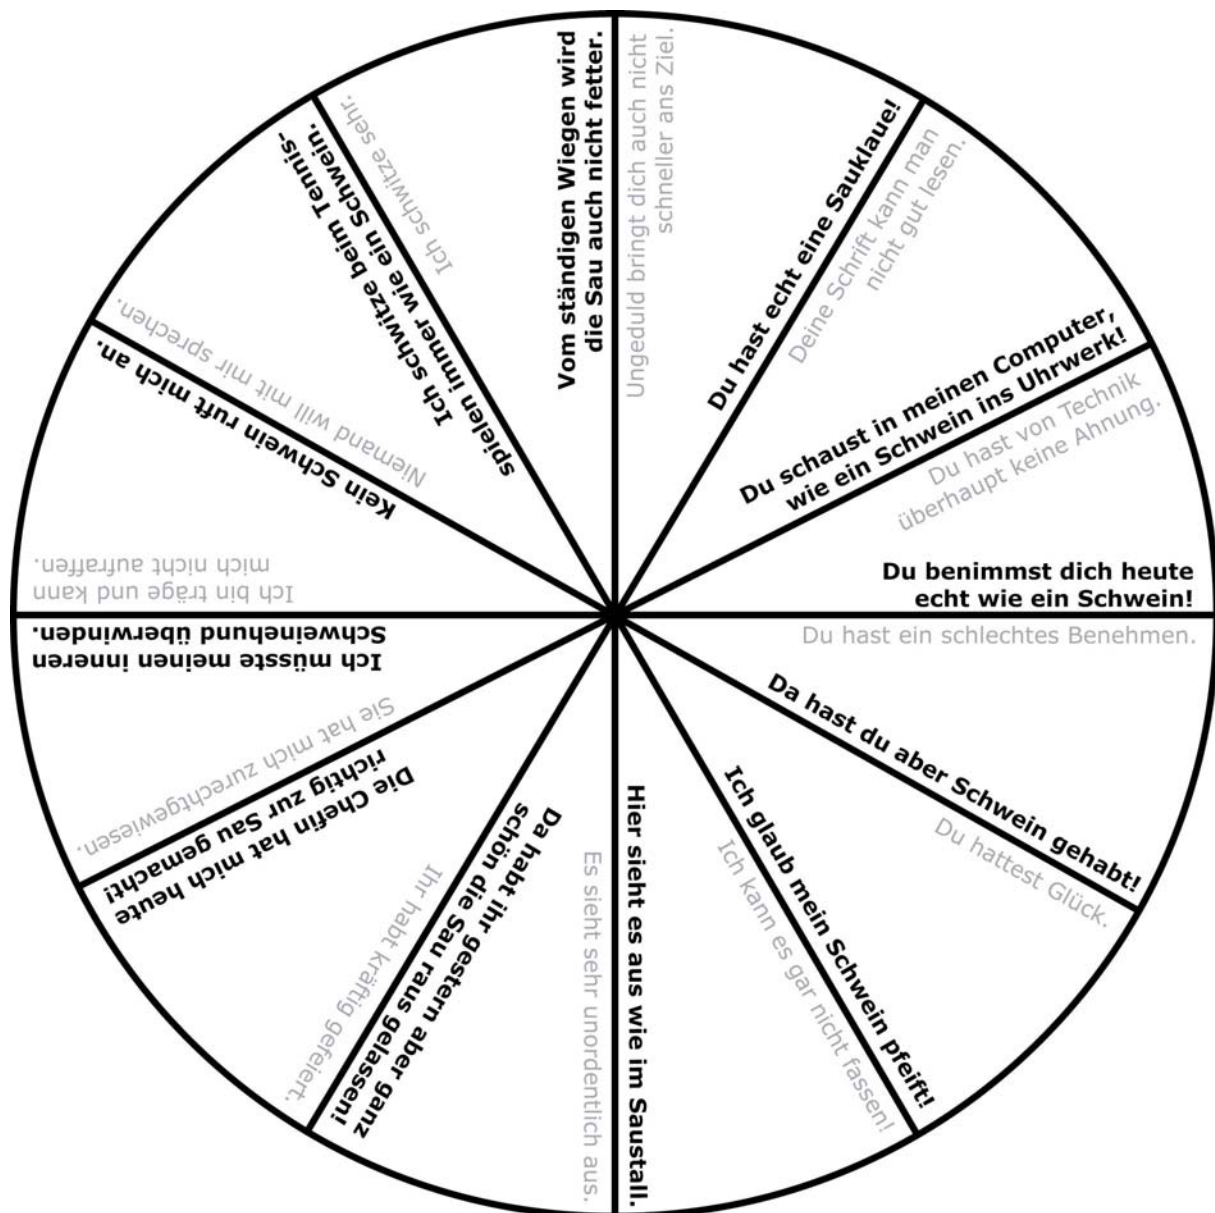 Vom ständigen Wiegen wird
die Sau auch nicht fetter.
Ungeduld bringt dich auch nicht
schneller ans Ziel.
Du hast echt eine Sauklaue!
Deine Schrift kann man
nicht gut lesen.
Du schaust in meinen Computer,
wie ein Schwein ins Uhrwerk!
Du hast von Technik
überhaupt keine Ahnung.
Du benimmst dich heute
echt wie ein Schwein!
Du hast ein schlechtes Benehmen.
Da hast du aber Schwein gehabt!
Du hattest Glück.
Ich glaub mein Schwein pfeift!
Ich kann es gar nicht fassen!
Hier sieht es aus wie im Saustall.
Es sieht sehr unordentlich aus.
Da habt ihr gestern aber ganz
schön die Sau raus gelassen!
Ihr habt kräftig gefeiert.
Die Chefin hat mich heute
richtig zur Sau gemacht!
Sie hat mich zurechtgewiesen.
Ich müsste meinen inneren
Schweinehund überwinden.
Ich bin träge und kann
mich nicht aufraffen.
Kein Schwein ruft mich an.
Niemand will mit mir sprechen.
Ich schwitze beim Tennis-
spielen immer wie ein Schwein.
Ich schwitze sehr.